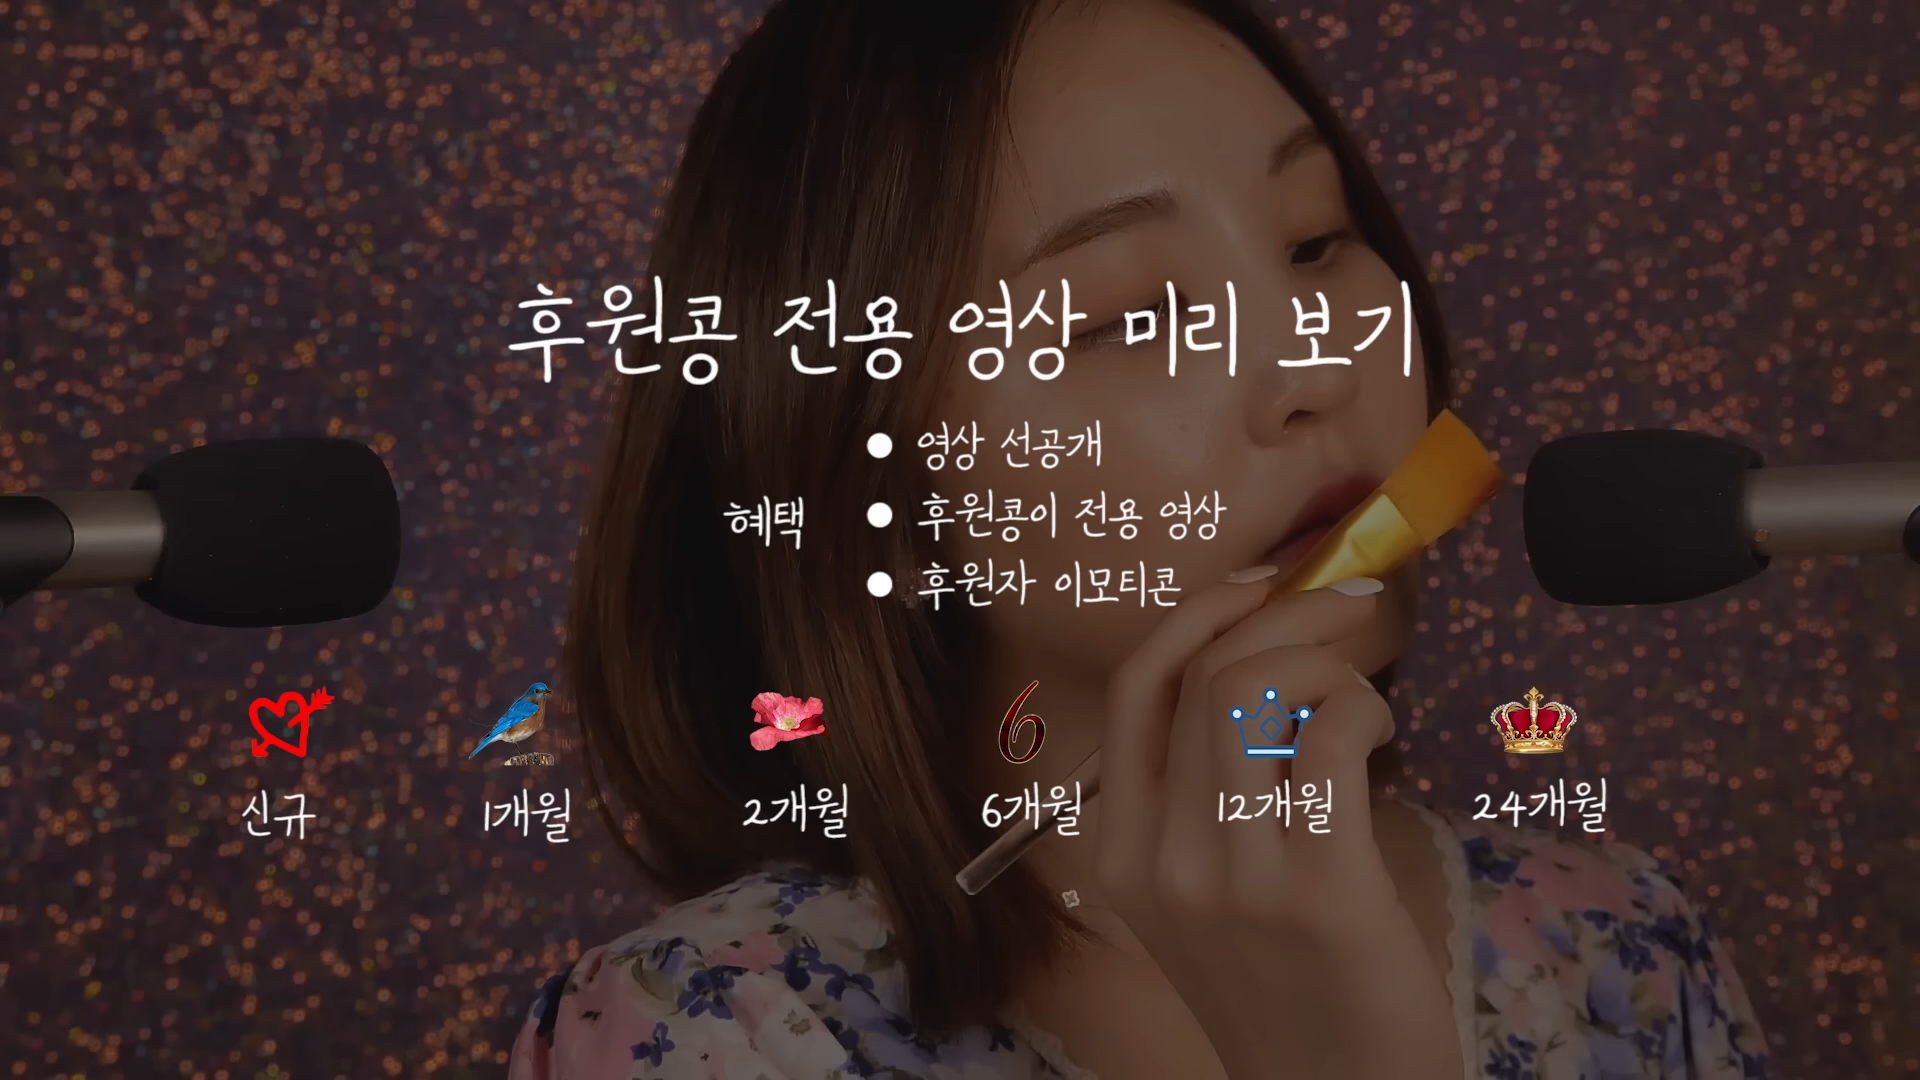 후원콩 전용 영상 미리 보기
혜택
● 영상 선공개
● 후원콩이 전용 영상
● 후원자 이모티콘
6
신규 1개월 2개월 6개월 12개월 24개월